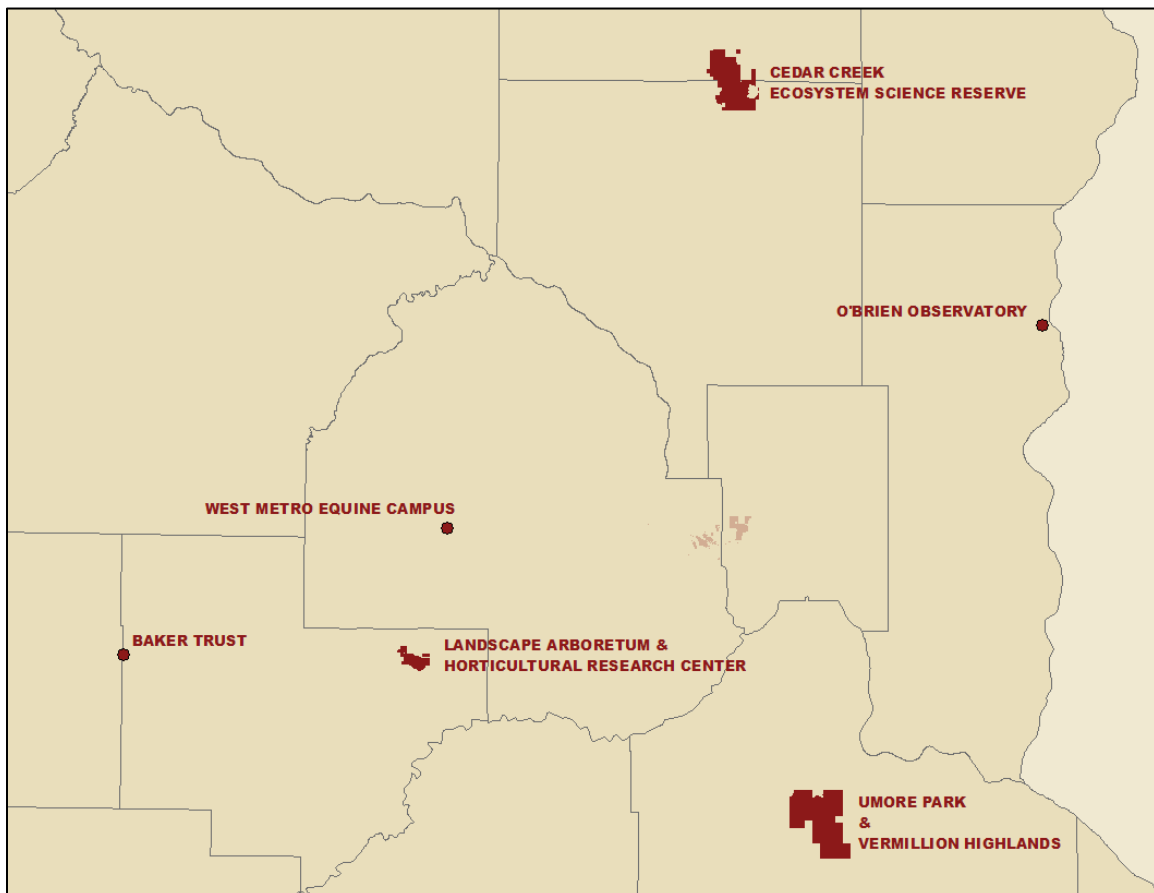 CEDAR CREEK
ECOSYSTEM SCIENCE RESERVE
O'BRIEN OBSERVATORY
WEST METRO EQUINE CAMPUS
BAKER TRUST
LANDSCAPE ARBORETUM &
HORTICULTURAL RESEARCH CENTER
UMORE PARK
&
VERMILLION HIGHLANDS